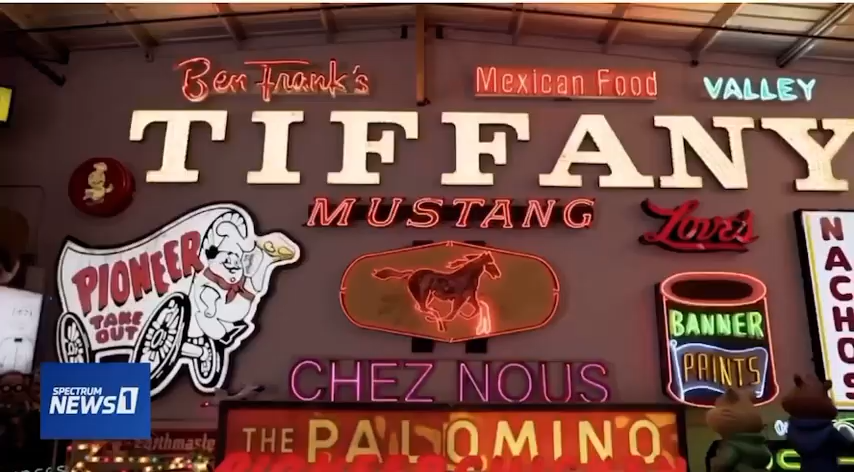 Ben Frank's
Mexican Food
VALLEY
TIFFANY
MUSTANG
Love's
PIONEER
TAKE
OUT
NACHOS
BANNER
PAINTS
CHEZ NOUS
THE PALOMINO
SPECTRUM
NEWS1